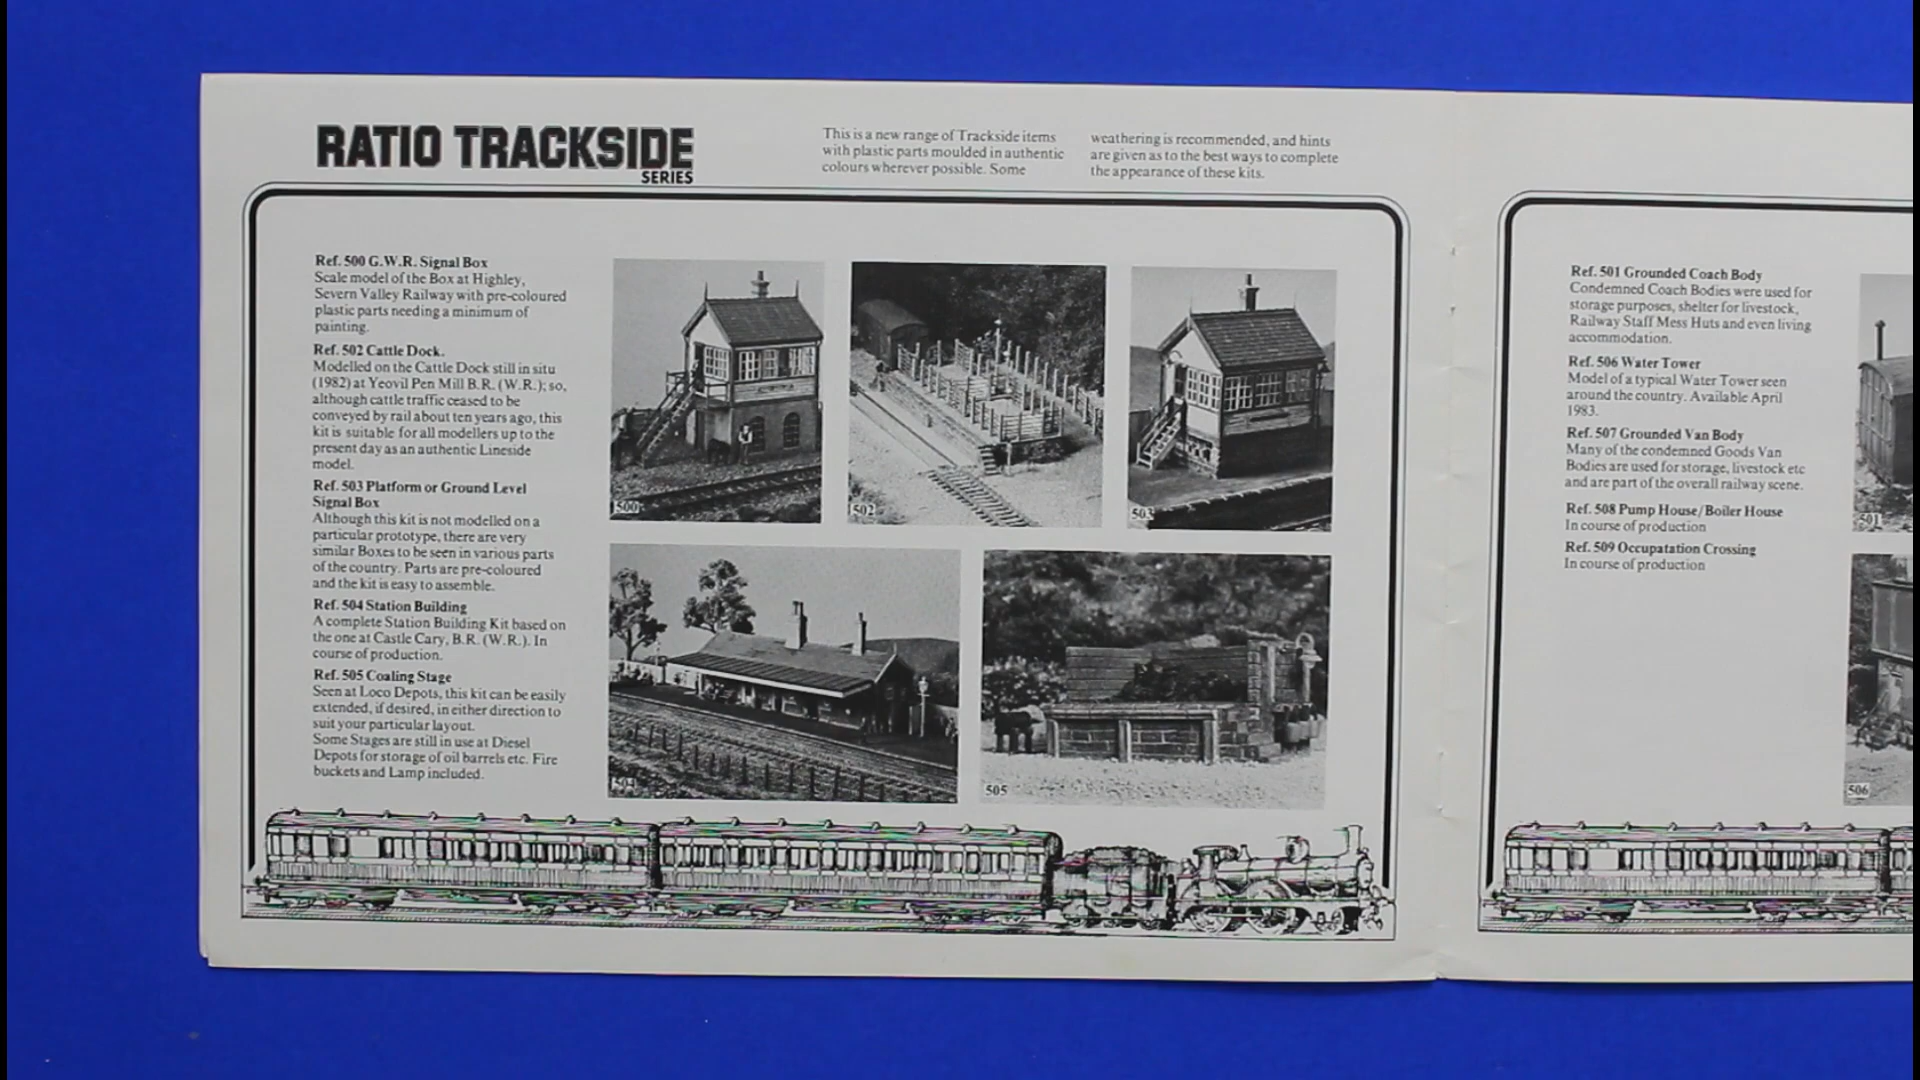 RATIO TRACKSIDE
SERIES
This is a new range of Trackside items
with plastic parts moulded in authentic
colours wherever possible. Some
weathering is recommended, and hints
are given as to the best ways to complete
the appearance of these kits.
Ref. 500 G.W.R. Signal Box
Scale model of the Box at Highley,
Severn Valley Railway with pre-coloured
plastic parts needing a minimum of
painting.
Ref. 502 Cattle Dock.
Modelled on the Cattle Dock still in situ
(1982) at Yeovil Pen Mill B.R. (W.R.); so,
although cattle traffic ceased to be
conveyed by rail about ten years ago, this
kit is suitable for all modellers up to the
present day as an authentic Lineside
model.
Ref. 503 Platform or Ground Level
Signal Box
Although this kit is not modelled on a
particular prototype, there are very
similar Boxes to be seen in various parts
of the country. Parts are pre-coloured
and the kit is easy to assemble.
Ref. 504 Station Building
A complete Station Building Kit based on
the one at Castle Cary, B.R. (W.R.). In
course of production.
Ref. 505 Coaling Stage
Seen at Loco Depots, this kit can be easily
extended, if desired, in either direction to
suit your particular layout.
Some Stages are still in use at Diesel
Depots for storage of oil barrels etc. Fire
buckets and Lamp included.
500
502
503
504
505
Ref. 501 Grounded Coach Body
Condemned Coach Bodies were used for
storage purposes, shelter for livestock,
Railway Staff Mess Huts and even living
accommodation.
Ref. 506 Water Tower
Model of a typical Water Tower seen
around the country. Available April
1983.
Ref. 507 Grounded Van Body
Many of the condemned Goods Van
Bodies are used for storage, livestock etc
and are part of the overall railway scene.
Ref. 508 Pump House/Boiler House
In course of production
Ref. 509 Occupatation Crossing
In course of production
501
506